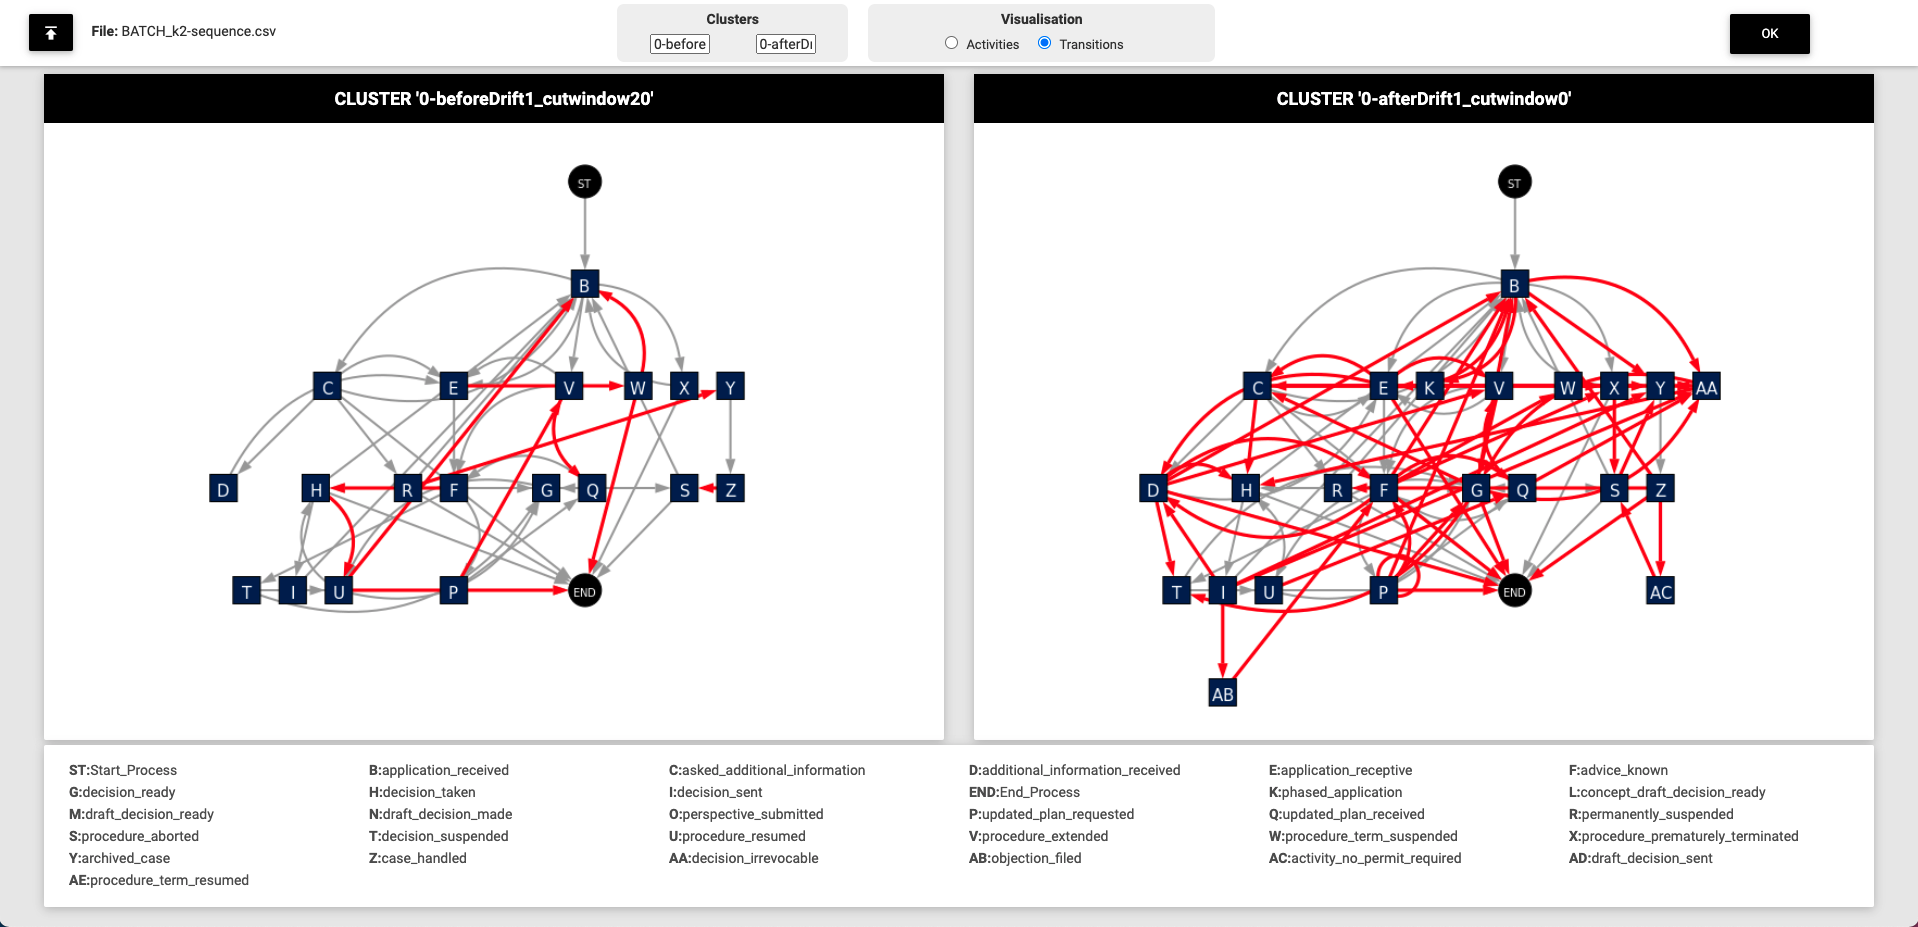 File: BATCH_k2-sequence.csv
Clusters
0-before
0-afterDr
Visualisation
Activities
Transitions
OK
CLUSTER '0-beforeDrift1_cutwindow20'
CLUSTER '0-afterDrift1_cutwindow0'
ST
B
C E V W X Y
D H R F G Q S Z
T I U P END
ST
B
C E K V W X Y AA
D H R F G Q S Z
T I U P END AC
AB
ST:Start_Process B:application_received C:asked_additional_information D:additional_information_received E:application_receptive F:advice_known
G:decision_ready H:decision_taken I:decision_sent END:End_Process K:phased_application L:concept_draft_decision_ready
M:draft_decision_ready N:draft_decision_made O:perspective_submitted P:updated_plan_requested Q:updated_plan_received R:permanently_suspended
S:procedure_aborted T:decision_suspended U:procedure_resumed V:procedure_extended W:procedure_term_suspended X:procedure_prematurely_terminated
Y:archived_case Z:case_handled AA:decision_irrevocable AB:objection_filed AC:activity_no_permit_required AD:draft_decision_sent
AE:procedure_term_resumed